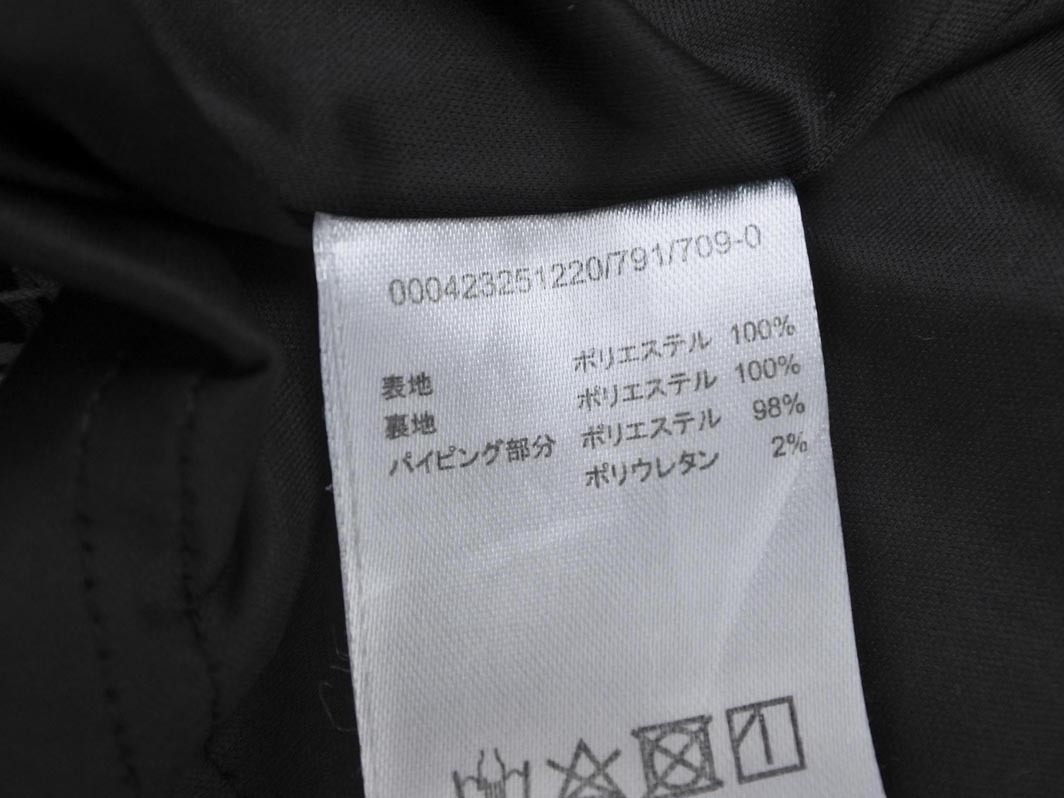 000423251220/791/709-0
表地 ポリエステル 100%
裏地 ポリエステル 100%
パイピング部分 ポリエステル 98%
ポリウレタン 2%